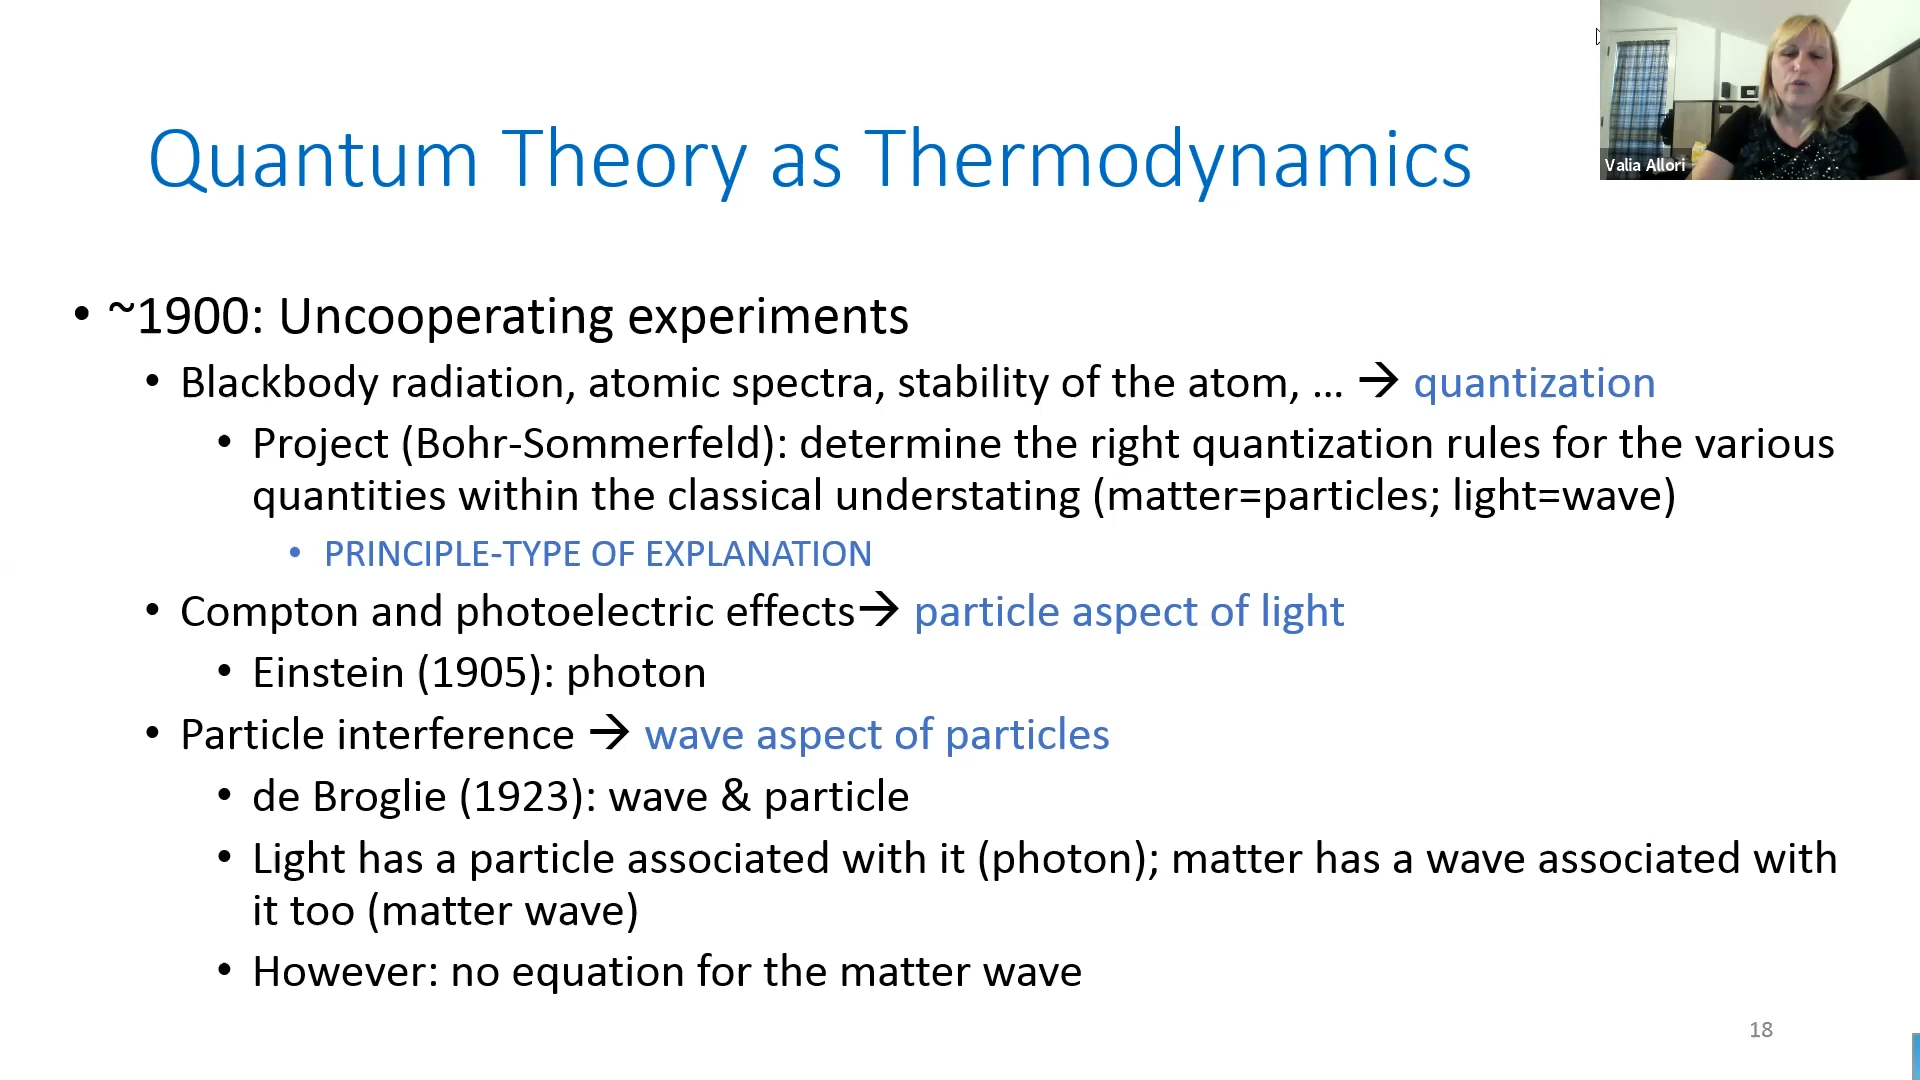 Valia Allori
Quantum Theory as Thermodynamics
• ~1900: Uncooperating experiments
• Blackbody radiation, atomic spectra, stability of the atom, ... → quantization
• Project (Bohr-Sommerfeld): determine the right quantization rules for the various
quantities within the classical understating (matter=particles; light=wave)
• PRINCIPLE-TYPE OF EXPLANATION
• Compton and photoelectric effects→ particle aspect of light
• Einstein (1905): photon
• Particle interference → wave aspect of particles
• de Broglie (1923): wave & particle
• Light has a particle associated with it (photon); matter has a wave associated with
it too (matter wave)
• However: no equation for the matter wave
18